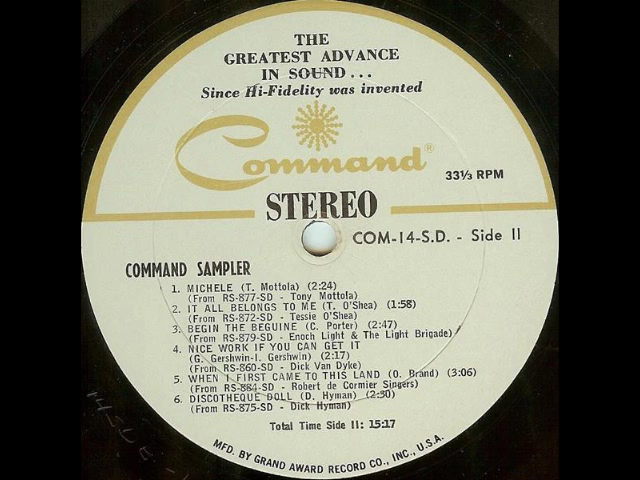 THE
GREATEST ADVANCE
IN SOUND...
Since Hi-Fidelity was invented
Command®
33⅓ RPM
STEREO
COM-14-S.D. - Side II
COMMAND SAMPLER
1. MICHELE (T. Mottola) (2:24)
(From RS-877-SD - Tony Mottola)
2. IT ALL BELONGS TO ME (T. O'Shea) (1:58)
(From RS-872-SD - Tessie O'Shea)
3. BEGIN THE BEGUINE (C. Porter) (2:47)
(From RS-879-SD - Enoch Light & The Light Brigade)
4. NICE WORK IF YOU CAN GET IT
(G. Gershwin-I. Gershwin) (2:17)
(From RS-860-SD - Dick Van Dyke)
5. WHEN I FIRST CAME TO THIS LAND (O. Brand) (3:06)
(From RS-884-SD - Robert de Cormier Singers)
6. DISCOTHEQUE DOLL (D. Hyman) (2:50)
(From RS-875-SD - Dick Hyman)
Total Time Side II: 15:17
MFD. BY GRAND AWARD RECORD CO., INC., U.S.A.